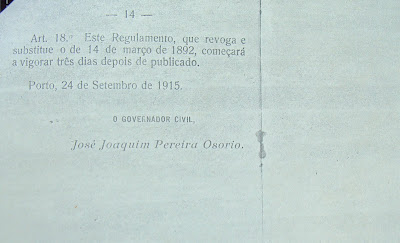 — 14 —
Art. 18.º Este Regulamento, que revoga e
substitue o de 14 de março de 1892, começará
a vigorar três dias depois de publicado.
Porto, 24 de Setembro de 1915.
O GOVERNADOR CIVIL,
José Joaquim Pereira Osorio.